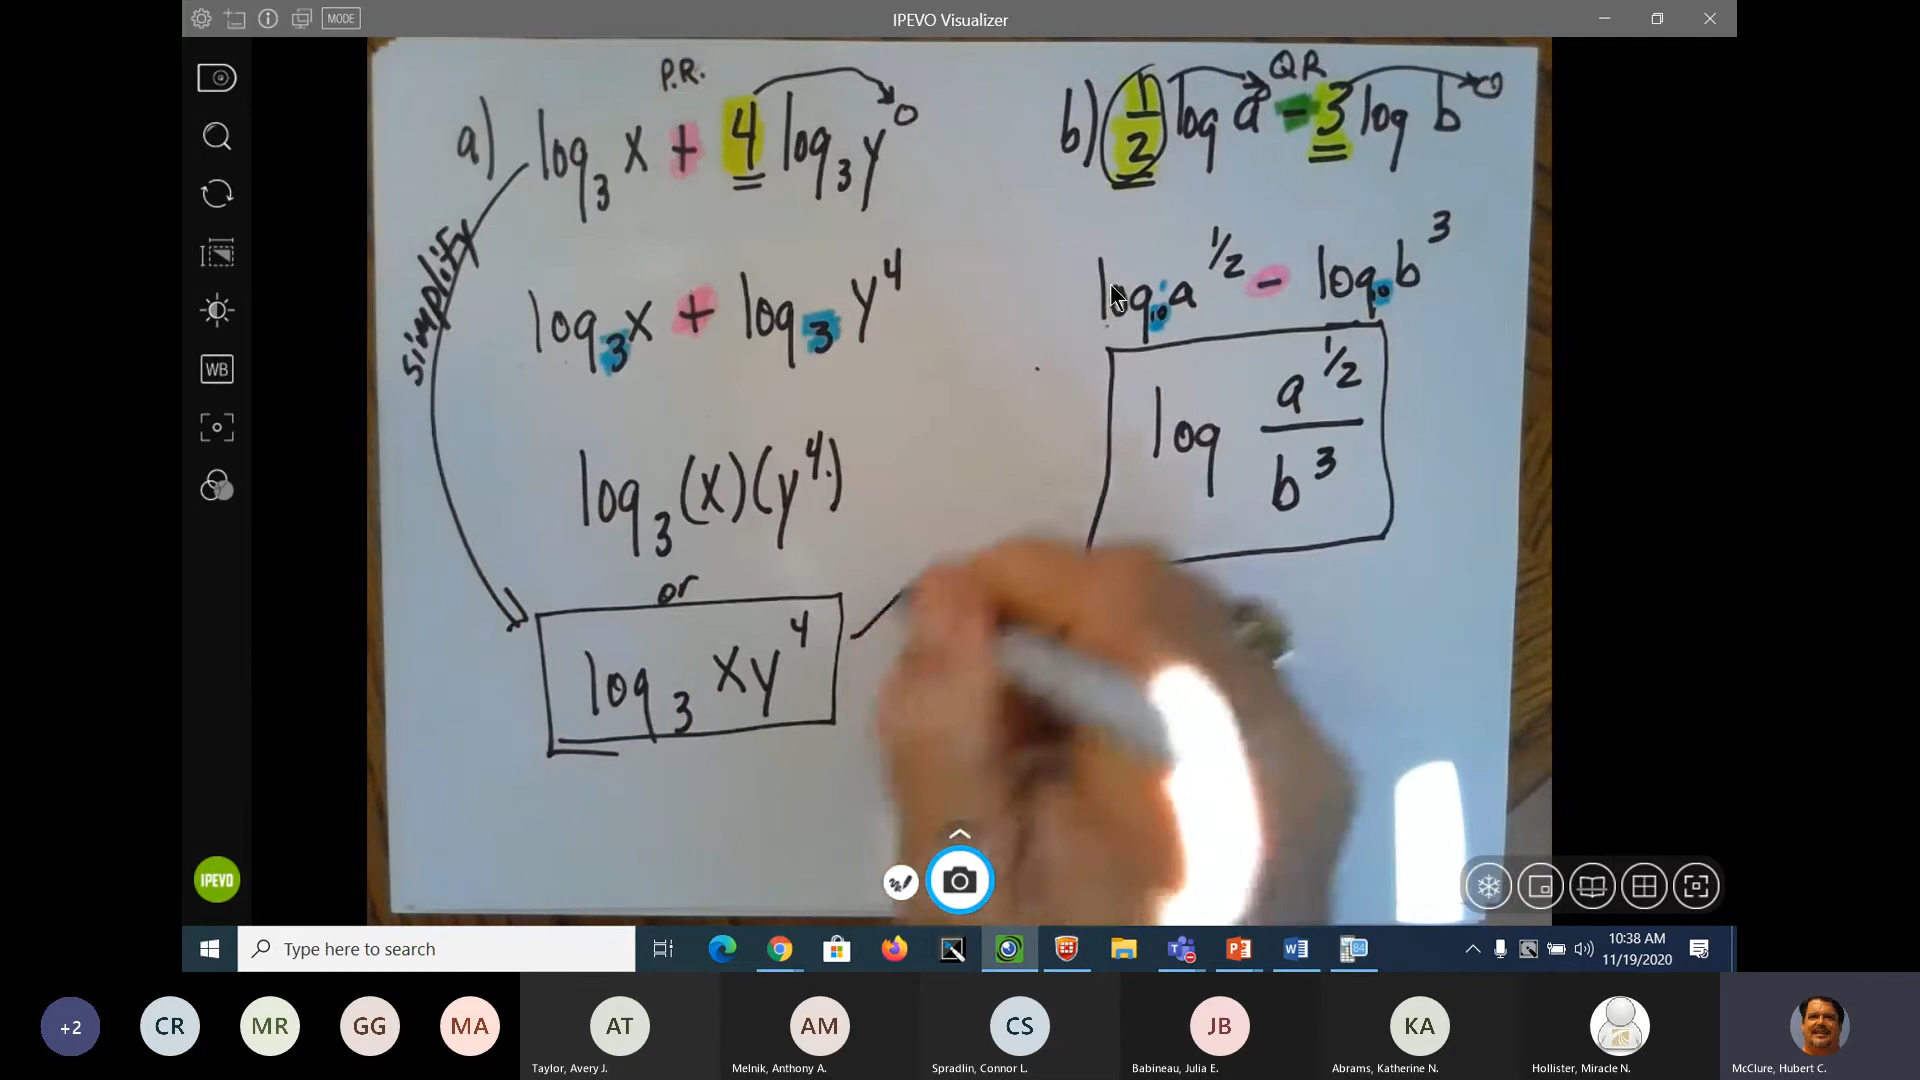 MODE
IPEVO Visualizer
P.R.
a) log₃ x + 4 log₃ y
simplify
log₃ x + log₃ y⁴
log₃ (x)(y⁴)
or
log₃ xy⁴
QR
b) 1/2 log a - 3 log b
log₁₀ a^1/2 - log₁₀ b³
log a^1/2 / b³
WB
IPEVO
Type here to search
84
10:38 AM
11/19/2020
+2
CR
MR
GG
MA
AT
Taylor, Avery J.
AM
Melnik, Anthony A.
CS
Spradlin, Connor L.
JB
Babineau, Julia E.
KA
Abrams, Katherine N.
Hollister, Miracle N.
McClure, Hubert C.